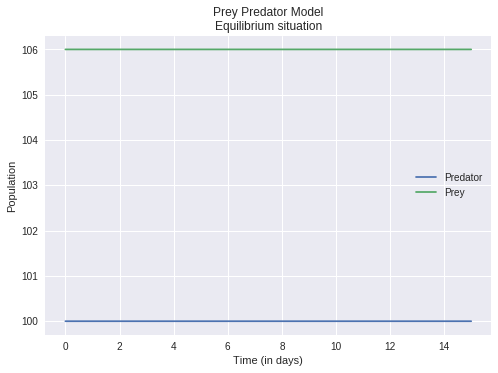 Prey Predator Model
Equilibrium situation
106
105
104
103
102
101
100
Population
Predator
Prey
0 2 4 6 8 10 12 14
Time (in days)